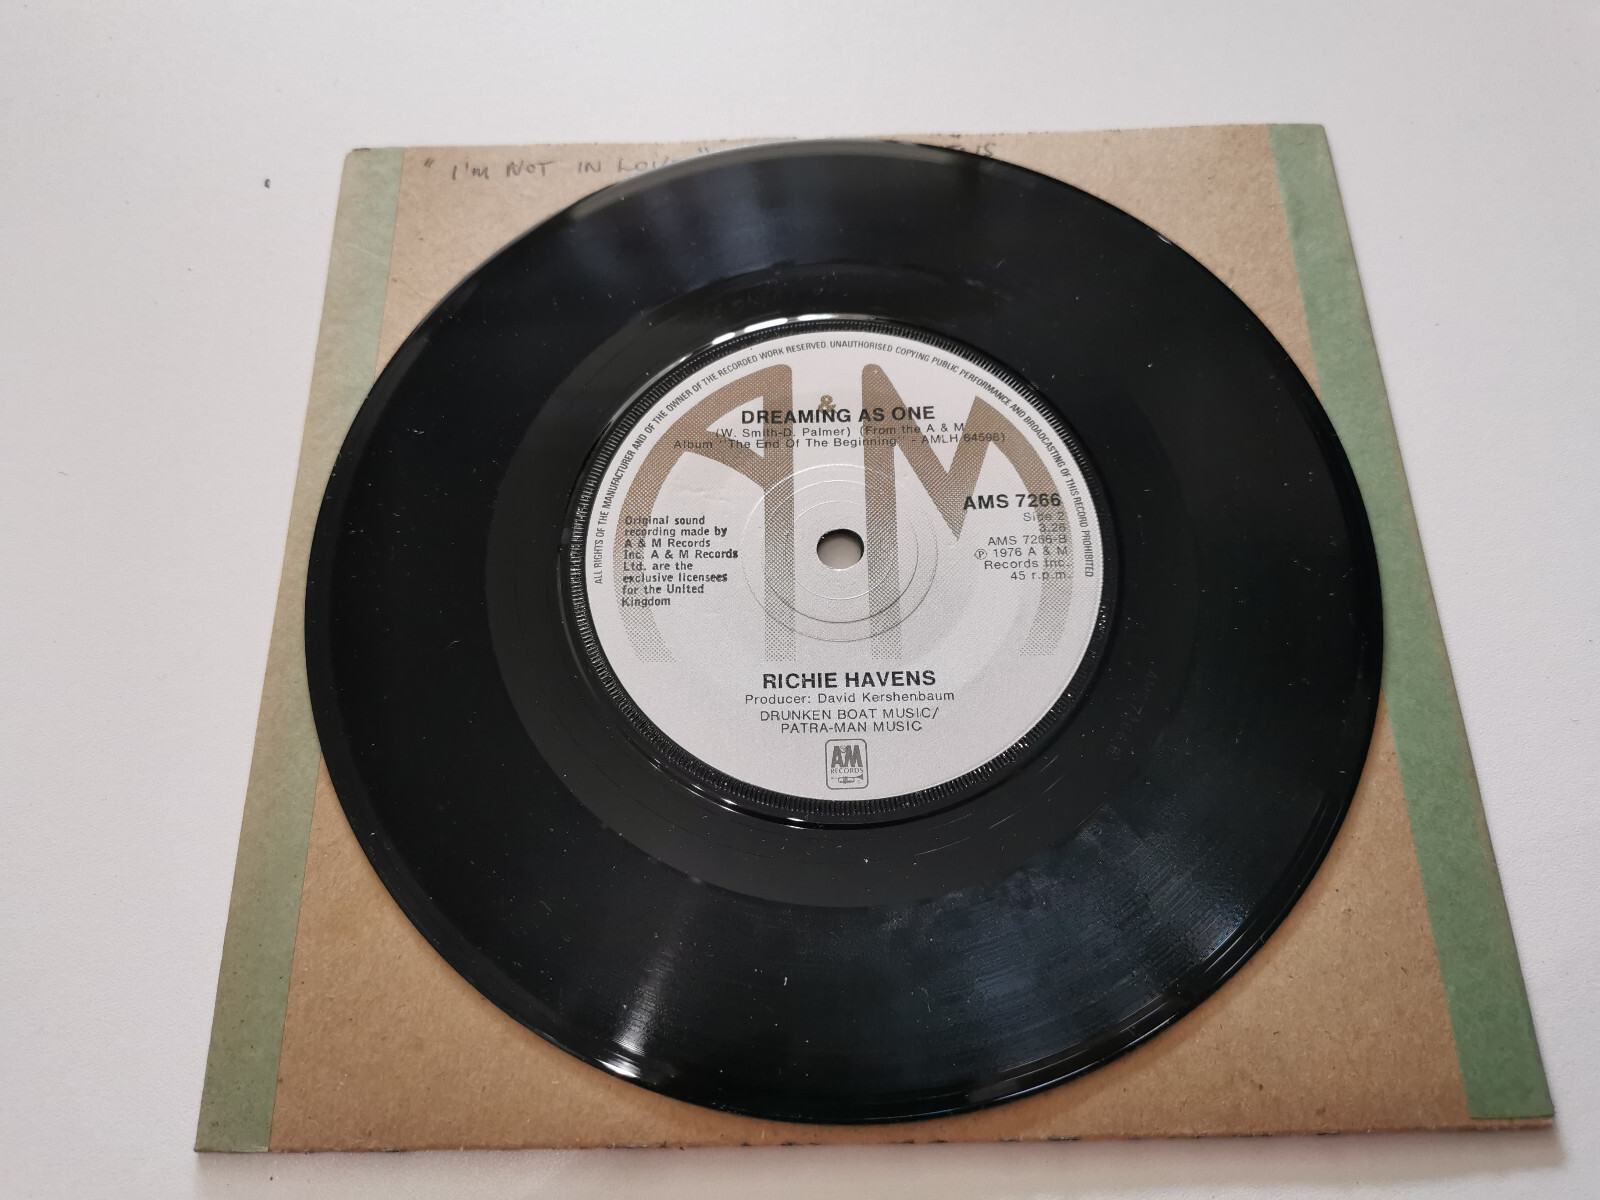 "I'M NOT IN LOVE"
ALL RIGHTS OF THE MANUFACTURER AND OF THE OWNER OF THE RECORDED WORK RESERVED. UNAUTHORISED COPYING PUBLIC PERFORMANCE AND BROADCASTING OF THIS RECORD PROHIBITED
&
DREAMING AS ONE
(W. Smith-D. Palmer) (From the A & M
Album "The End Of The Beginning" - AMLH 64598)
AMS 7266
Side 2
3.26
AMS 7266-B
℗ 1976 A & M
Records Inc.
45 r.p.m.
Original sound
recording made by
A & M Records
Inc. A & M Records
Ltd. are the
exclusive licensees
for the United
Kingdom
RICHIE HAVENS
Producer: David Kershenbaum
DRUNKEN BOAT MUSIC/
PATRA-MAN MUSIC
A&M
RECORDS